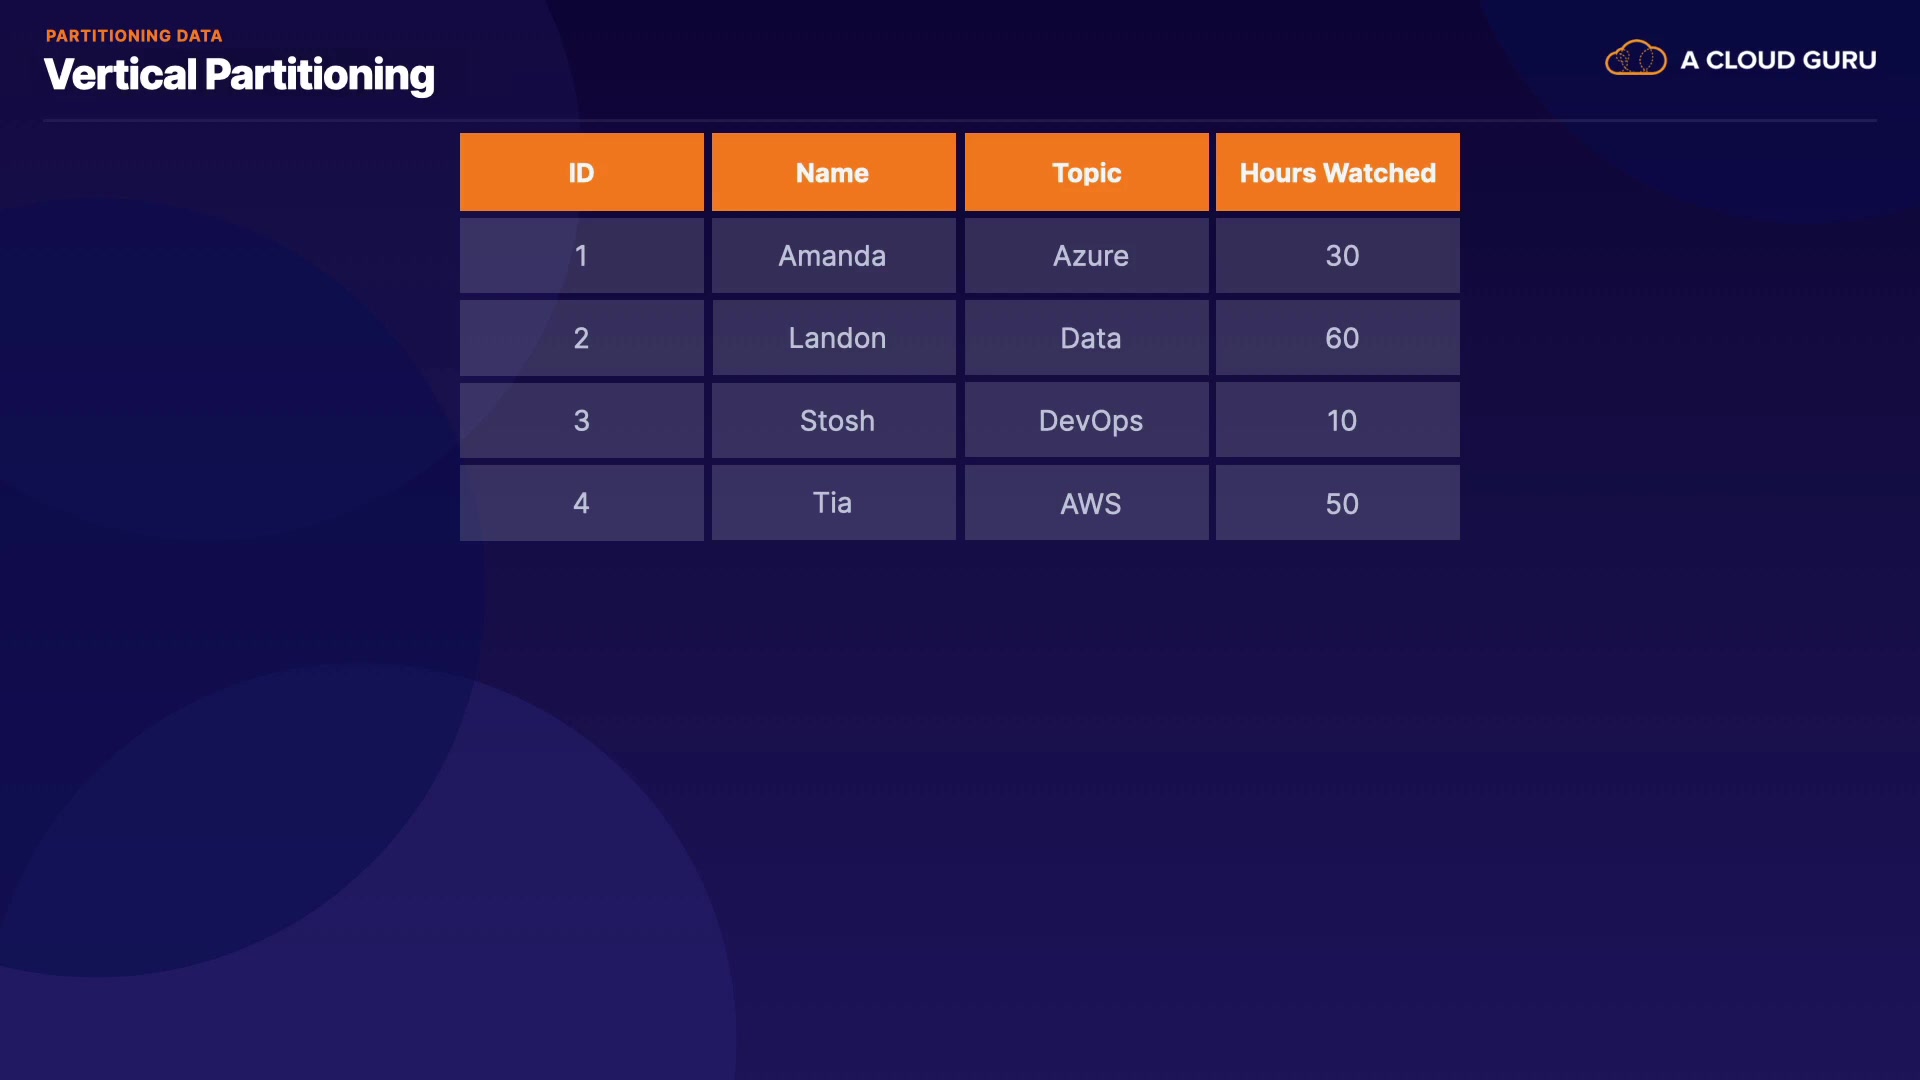 PARTITIONING DATA
Vertical Partitioning
A CLOUD GURU
ID Name Topic Hours Watched
1 Amanda Azure 30
2 Landon Data 60
3 Stosh DevOps 10
4 Tia AWS 50